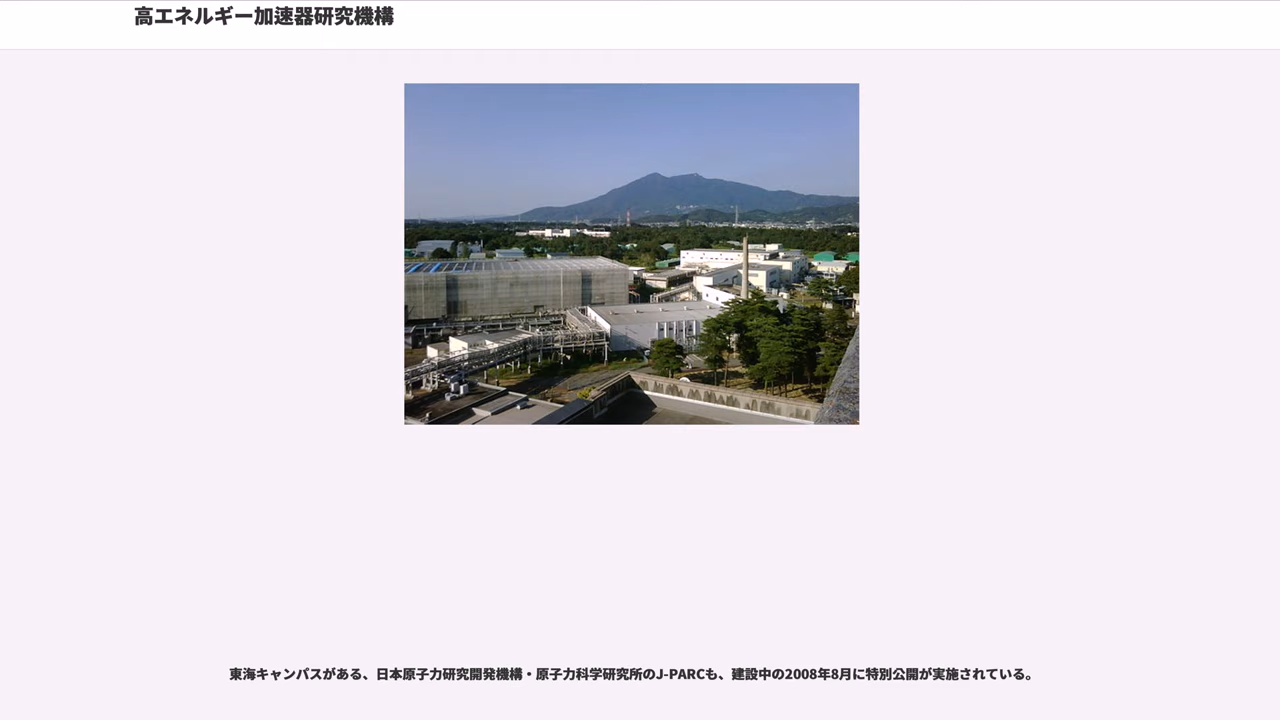 高エネルギー加速器研究機構
東海キャンパスがある、日本原子力研究開発機構・原子力科学研究所のJ-PARCも、建設中の2008年8月に特別公開が実施されている。